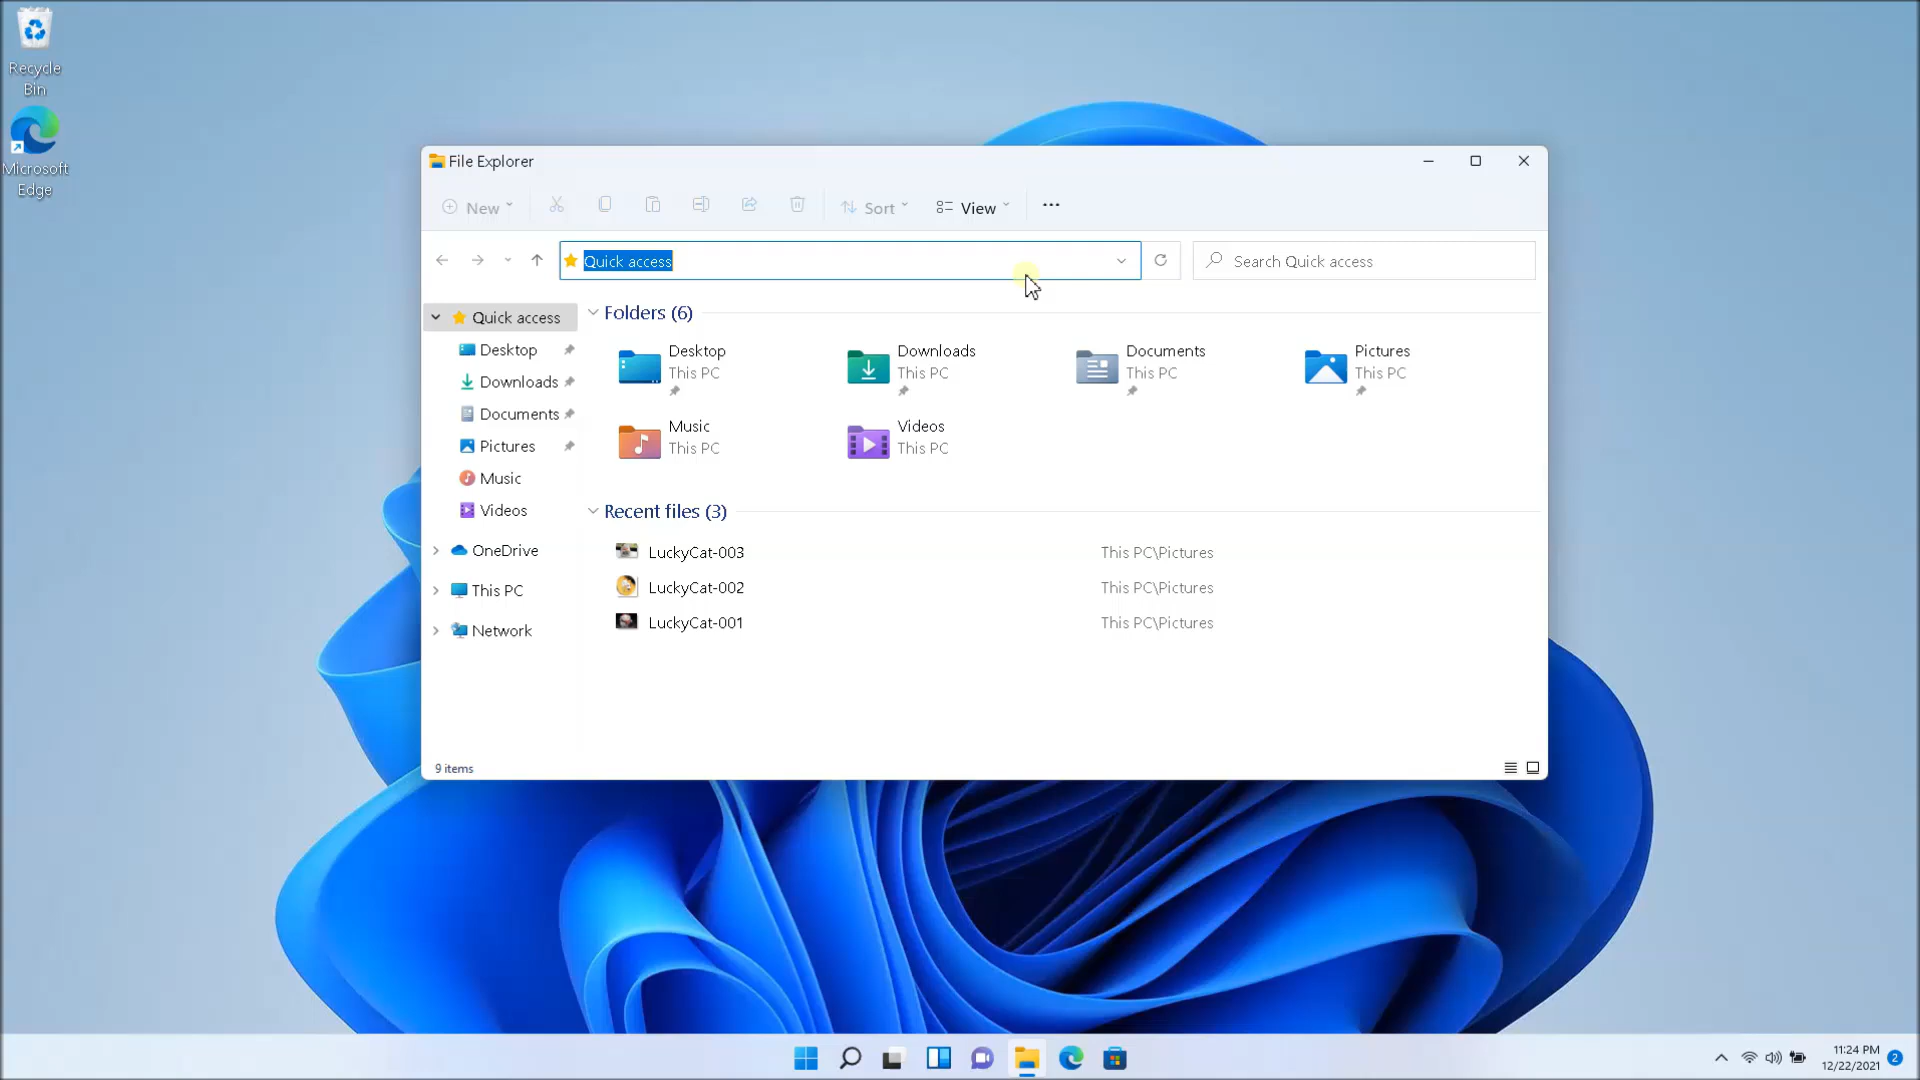 Recycle
Bin
Microsoft
Edge
File Explorer
New
Sort
View
Quick access
Search Quick access
Quick access
Desktop
Downloads
Documents
Pictures
Music
Videos
OneDrive
This PC
Network
Folders (6)
Desktop
This PC
Downloads
This PC
Documents
This PC
Pictures
This PC
Music
This PC
Videos
This PC
Recent files (3)
LuckyCat-003 This PC\Pictures
LuckyCat-002 This PC\Pictures
LuckyCat-001 This PC\Pictures
9 items
11:24 PM
12/22/2021
2